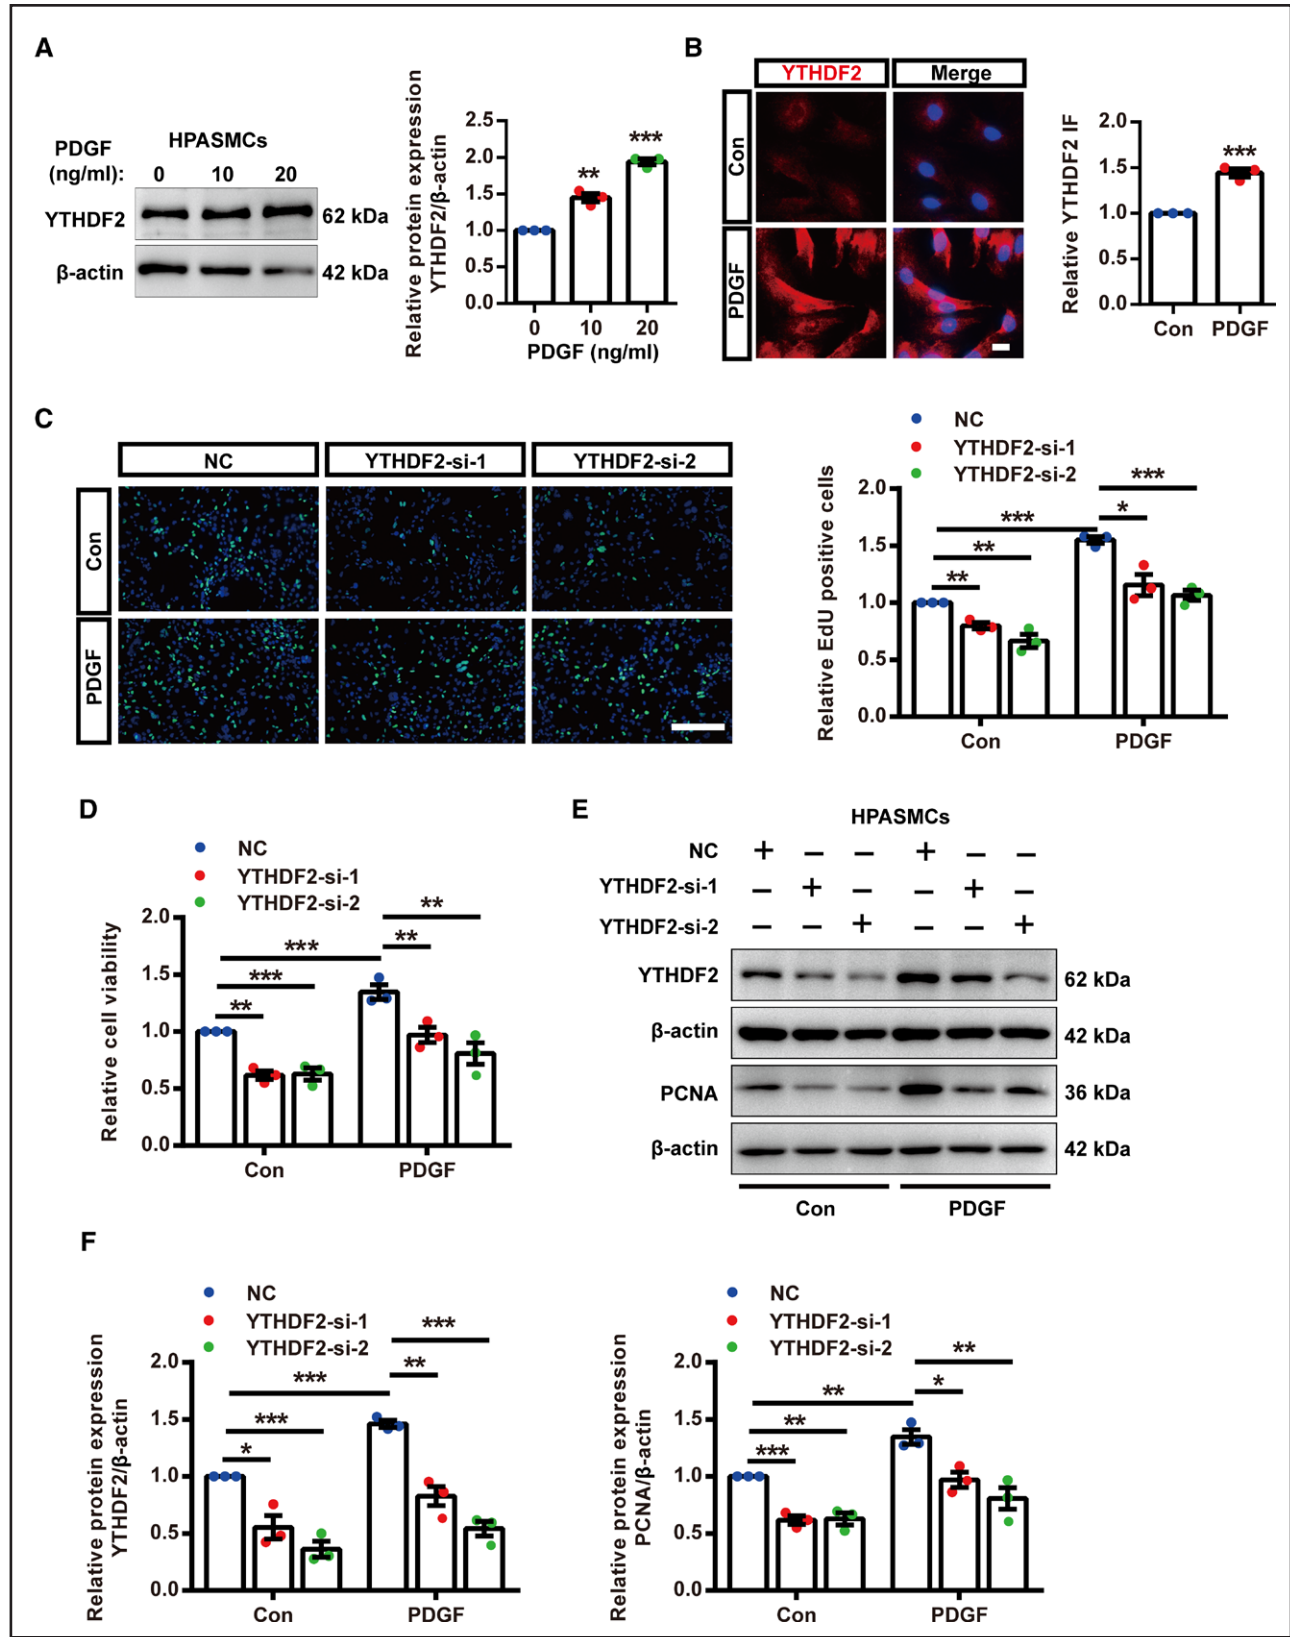 A
HPASMCs
PDGF
(ng/ml):
0 10 20
YTHDF2
62 kDa
β-actin
42 kDa
Relative protein expression
YTHDF2/β-actin
2.5
2.0
1.5
1.0
0.5
0.0
**
***
0 10 20
PDGF (ng/ml)
B
YTHDF2
Merge
Con
PDGF
Relative YTHDF2 IF
2.0
1.5
1.0
0.5
0.0
***
Con PDGF
C
NC
YTHDF2-si-1
YTHDF2-si-2
Con
PDGF
NC
YTHDF2-si-1
YTHDF2-si-2
Relative EdU positive cells
2.0
1.5
1.0
0.5
0.0
***
***
*
**
**
Con PDGF
D
NC
YTHDF2-si-1
YTHDF2-si-2
Relative cell viability
2.0
1.5
1.0
0.5
0.0
**
***
**
***
**
Con PDGF
E
HPASMCs
NC + – – + – –
YTHDF2-si-1 – + – – + –
YTHDF2-si-2 – – + – – +
YTHDF2 62 kDa
β-actin 42 kDa
PCNA 36 kDa
β-actin 42 kDa
Con PDGF
F
NC
YTHDF2-si-1
YTHDF2-si-2
Relative protein expression
YTHDF2/β-actin
2.0
1.5
1.0
0.5
0.0
***
**
***
***
*
Con PDGF
NC
YTHDF2-si-1
YTHDF2-si-2
Relative protein expression
PCNA/β-actin
2.0
1.5
1.0
0.5
0.0
**
*
**
**
***
Con PDGF